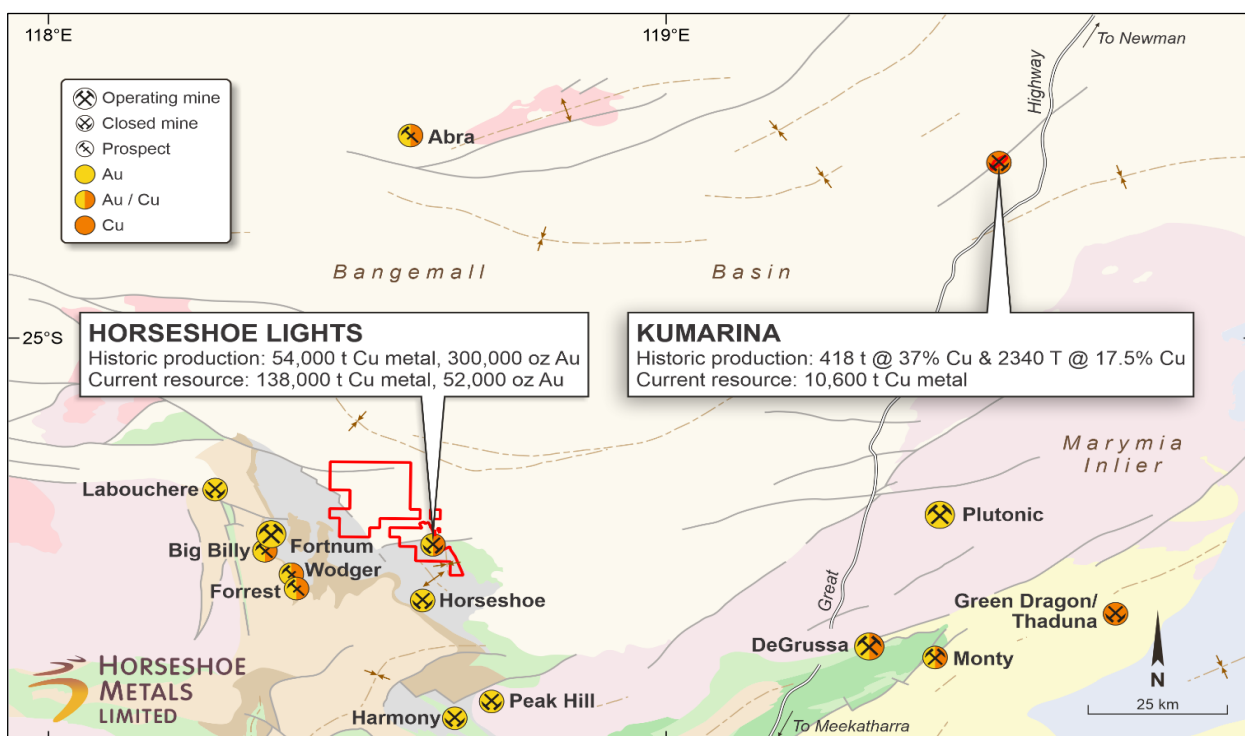 118°E
119°E
To Newman
Highway
Operating mine
Closed mine
Prospect
Au
Au / Cu
Cu
Abra
Bangemall Basin
25°S
HORSESHOE LIGHTS
Historic production: 54,000 t Cu metal, 300,000 oz Au
Current resource: 138,000 t Cu metal, 52,000 oz Au
KUMARINA
Historic production: 418 t @ 37% Cu & 2340 T @ 17.5% Cu
Current resource: 10,600 t Cu metal
Marymia
Inlier
Labouchere
Plutonic
Fortnum
Big Billy
Wodger
Forrest
Horseshoe
Great
Green Dragon/
Thaduna
DeGrussa
Monty
HORSESHOE
METALS
LIMITED
Peak Hill
Harmony
N
25 km
To Meekatharra